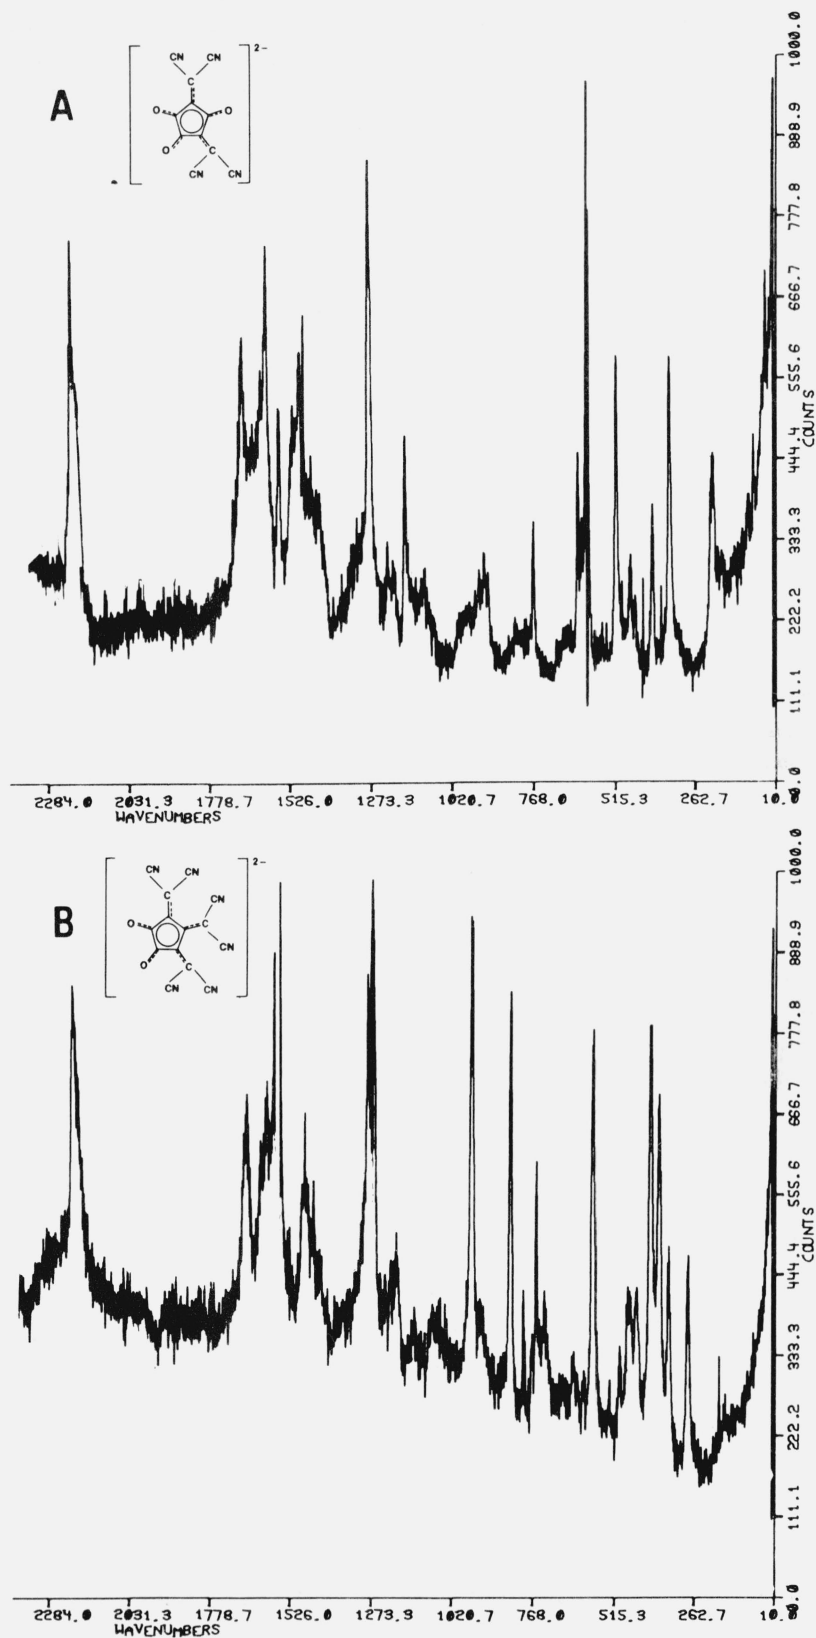 A
2-
CN CN
C
O O
O C
CN CN
1000.0
888.9
777.8
666.7
555.6
444.4
333.3
222.2
111.1
0.0
COUNTS
2284.0 2031.3 1778.7 1526.0 1273.3 1020.7 768.0 515.3 262.7 10.0
WAVENUMBERS
B
2-
CN CN
C CN
O C
CN
O C
CN CN
1000.0
888.9
777.8
666.7
555.6
444.4
333.3
222.2
111.1
0.0
COUNTS
2284.0 2031.3 1778.7 1526.0 1273.3 1020.7 768.0 515.3 262.7 10.0
WAVENUMBERS